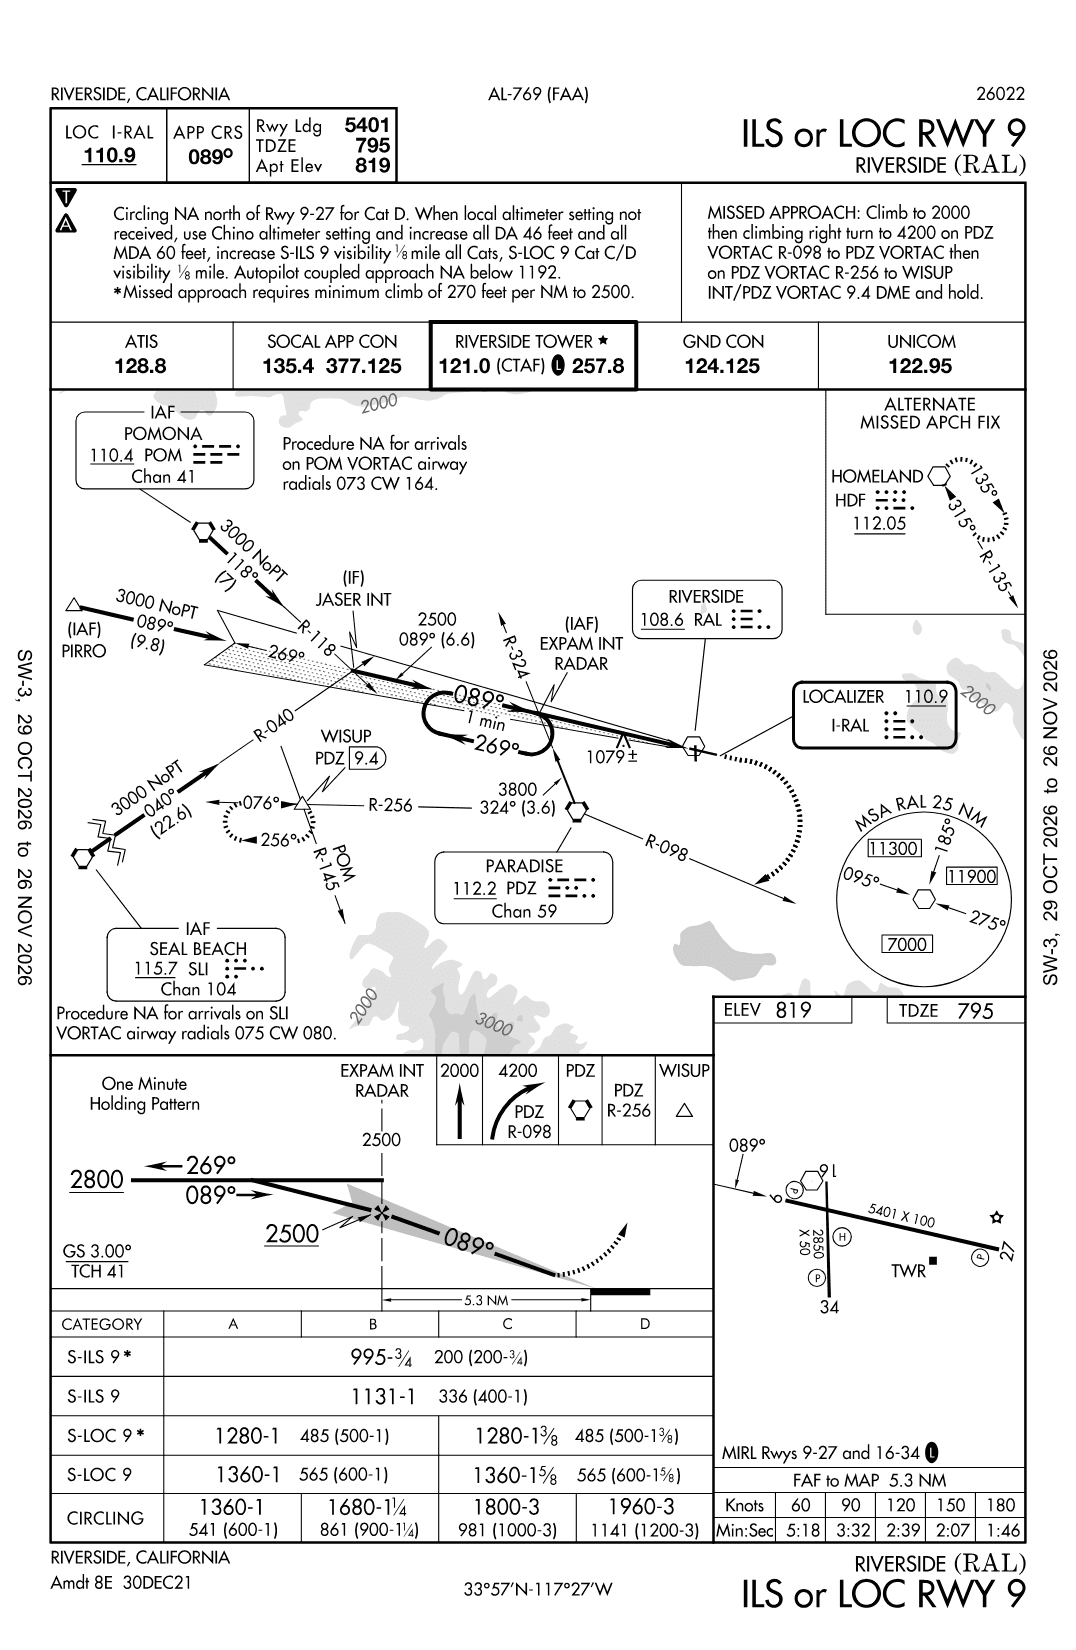 RIVERSIDE, CALIFORNIA
AL-769 (FAA)
26022
LOC I-RAL
110.9
APP CRS
089°
Rwy Ldg 5401
TDZE 795
Apt Elev 819
ILS or LOC RWY 9
RIVERSIDE (RAL)
T
A
Circling NA north of Rwy 9-27 for Cat D. When local altimeter setting not
received, use Chino altimeter setting and increase all DA 46 feet and all
MDA 60 feet, increase S-ILS 9 visibility ⅛ mile all Cats, S-LOC 9 Cat C/D
visibility ⅛ mile. Autopilot coupled approach NA below 1192.
*Missed approach requires minimum climb of 270 feet per NM to 2500.
MISSED APPROACH: Climb to 2000
then climbing right turn to 4200 on PDZ
VORTAC R-098 to PDZ VORTAC then
on PDZ VORTAC R-256 to WISUP
INT/PDZ VORTAC 9.4 DME and hold.
ATIS
128.8
SOCAL APP CON
135.4 377.125
RIVERSIDE TOWER ★
121.0 (CTAF) L 257.8
GND CON
124.125
UNICOM
122.95
2000
IAF
POMONA
110.4 POM
Chan 41
Procedure NA for arrivals
on POM VORTAC airway
radials 073 CW 164.
ALTERNATE
MISSED APCH FIX
HOMELAND
HDF
112.05
135°
315°
R-135
3000 NoPT
118°
(7)
R-118
(IAF)
PIRRO
3000 NoPT
089°
(9.8)
269°
(IF)
JASER INT
2500
089° (6.6)
R-324
(IAF)
EXPAM INT
RADAR
RIVERSIDE
108.6 RAL
LOCALIZER 110.9
I-RAL
2000
089°
1 min
269°
1079±
R-040
3000 NoPT
040°
(22.6)
WISUP
PDZ 9.4
076°
256°
R-256
POM
R-145
3800
324° (3.6)
R-098
PARADISE
112.2 PDZ
Chan 59
MSA RAL 25 NM
11300
185°
11900
095°
275°
7000
IAF
SEAL BEACH
115.7 SLI
Chan 104
Procedure NA for arrivals on SLI
VORTAC airway radials 075 CW 080.
2000
3000
SW-3, 29 OCT 2026 to 26 NOV 2026
SW-3, 29 OCT 2026 to 26 NOV 2026
One Minute
Holding Pattern
EXPAM INT
RADAR
2500
2000
4200
PDZ
R-098
PDZ
PDZ
R-256
WISUP
2800
269°
089°
2500
089°
GS 3.00°
TCH 41
5.3 NM
ELEV 819
TDZE 795
089°
9
16
5401 X 100
2850
X 50
H
P
P
P
TWR
27
34
MIRL Rwys 9-27 and 16-34 L
CATEGORY A B C D
S-ILS 9* 995-¾ 200 (200-¾)
S-ILS 9 1131-1 336 (400-1)
S-LOC 9* 1280-1 485 (500-1) 1280-1⅜ 485 (500-1⅜)
S-LOC 9 1360-1 565 (600-1) 1360-1⅝ 565 (600-1⅝)
CIRCLING
1360-1 1680-1¼ 1800-3 1960-3
541 (600-1) 861 (900-1¼) 981 (1000-3) 1141 (1200-3)
FAF to MAP 5.3 NM
Knots 60 90 120 150 180
Min:Sec 5:18 3:32 2:39 2:07 1:46
RIVERSIDE, CALIFORNIA
Amdt 8E 30DEC21
33°57'N-117°27'W
RIVERSIDE (RAL)
ILS or LOC RWY 9